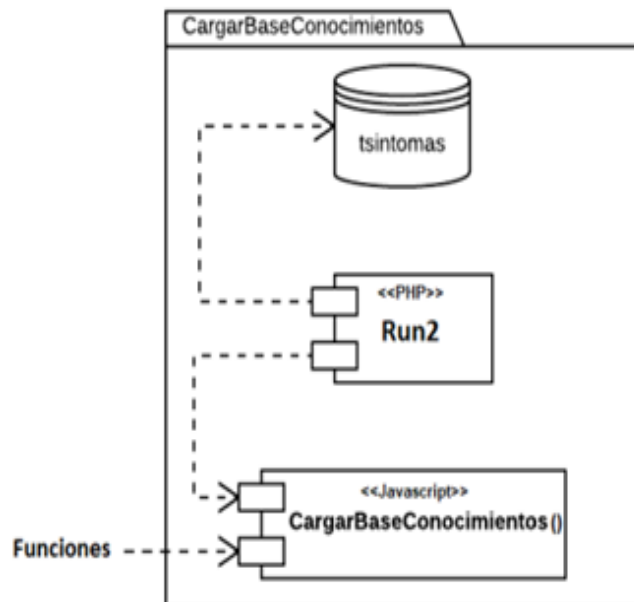 CargarBaseConocimientos
tsintomas
<<PHP>>
Run2
<<Javascript>>
CargarBaseConocimientos()
Funciones